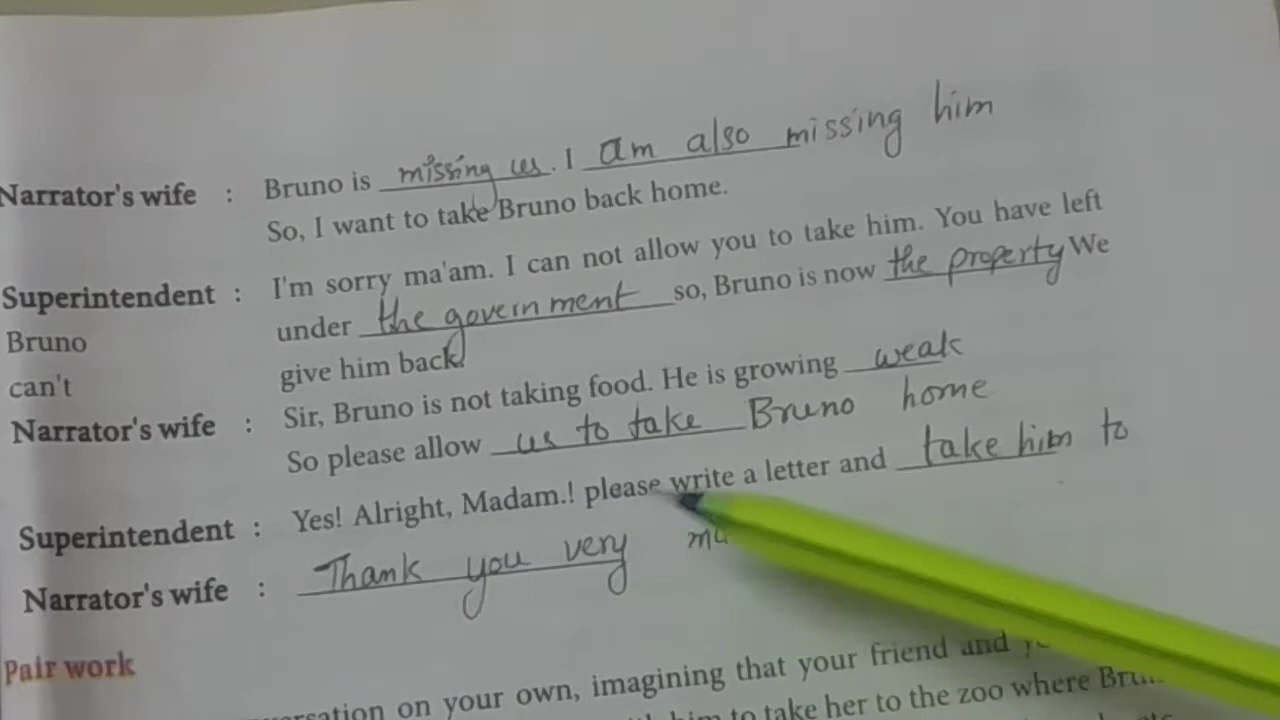 Narrator's wife : Bruno is missing us. I am also missing him
So, I want to take Bruno back home.
Superintendent : I'm sorry ma'am. I can not allow you to take him. You have left
Bruno under the government so, Bruno is now the property We
can't give him back.
Narrator's wife : Sir, Bruno is not taking food. He is growing weak
So please allow us to take Bruno home
Superintendent : Yes! Alright, Madam.! please write a letter and take him to
Narrator's wife : Thank you very
Pair work
on your own, imagining that your friend and
him to take her to the zoo where